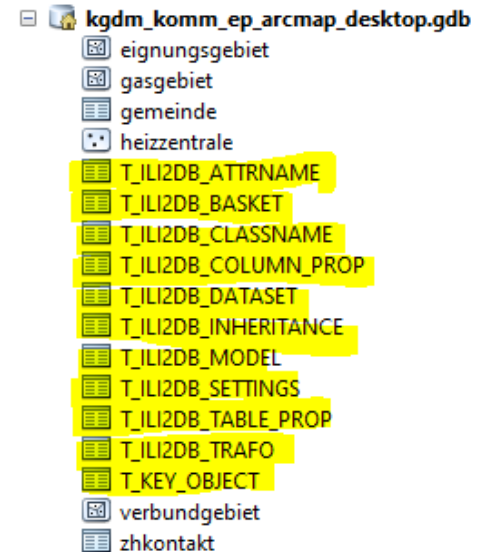 kgdm_komm_ep_arcmap_desktop.gdb
eignungsgebiet
gasgebiet
gemeinde
heizzentrale
T_ILI2DB_ATTRNAME
T_ILI2DB_BASKET
T_ILI2DB_CLASSNAME
T_ILI2DB_COLUMN_PROP
T_ILI2DB_DATASET
T_ILI2DB_INHERITANCE
T_ILI2DB_MODEL
T_ILI2DB_SETTINGS
T_ILI2DB_TABLE_PROP
T_ILI2DB_TRAFO
T_KEY_OBJECT
verbundgebiet
zhkontakt